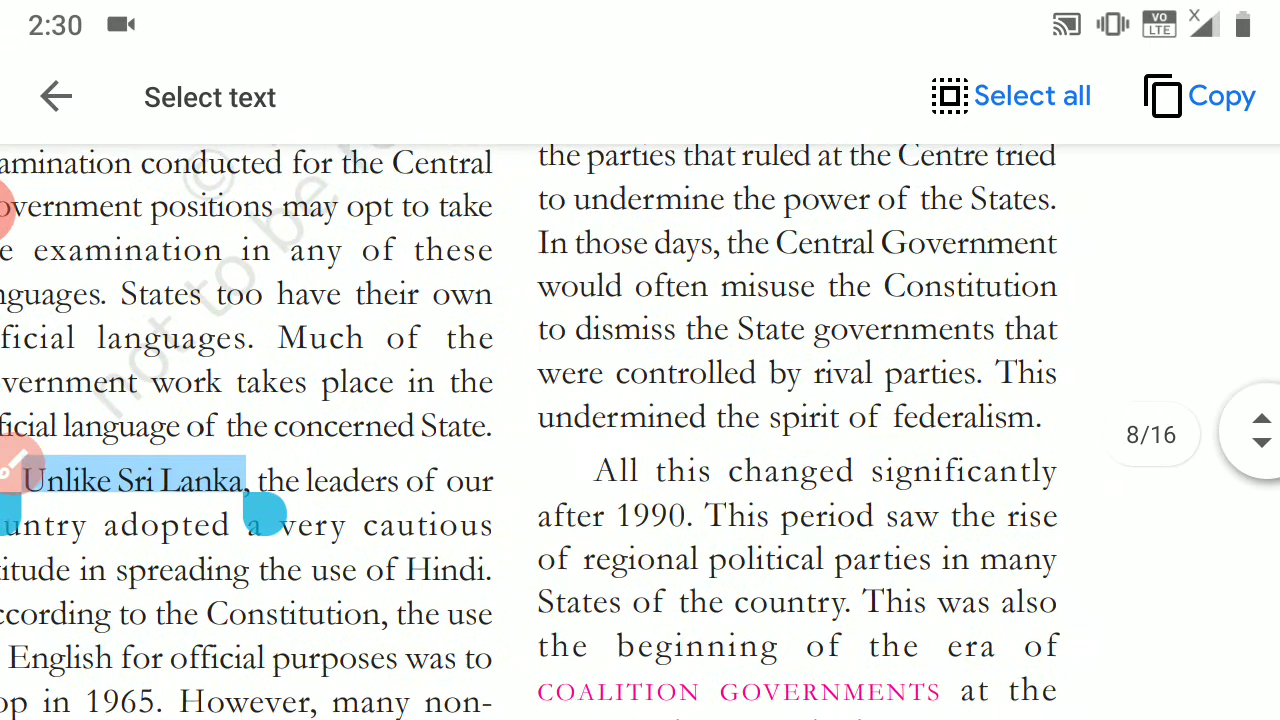 2:30
VO
LTE
X
Select text
Select all
Copy
amination conducted for the Central
overnment positions may opt to take
e examination in any of these
nguages. States too have their own
ficial languages. Much of the
vernment work takes place in the
ficial language of the concerned State.
Unlike Sri Lanka, the leaders of our
untry adopted a very cautious
titude in spreading the use of Hindi.
ccording to the Constitution, the use
English for official purposes was to
op in 1965. However, many non-
the parties that ruled at the Centre tried
to undermine the power of the States.
In those days, the Central Government
would often misuse the Constitution
to dismiss the State governments that
were controlled by rival parties. This
undermined the spirit of federalism.
All this changed significantly
after 1990. This period saw the rise
of regional political parties in many
States of the country. This was also
the beginning of the era of
COALITION GOVERNMENTS at the
8/16
©
not to be